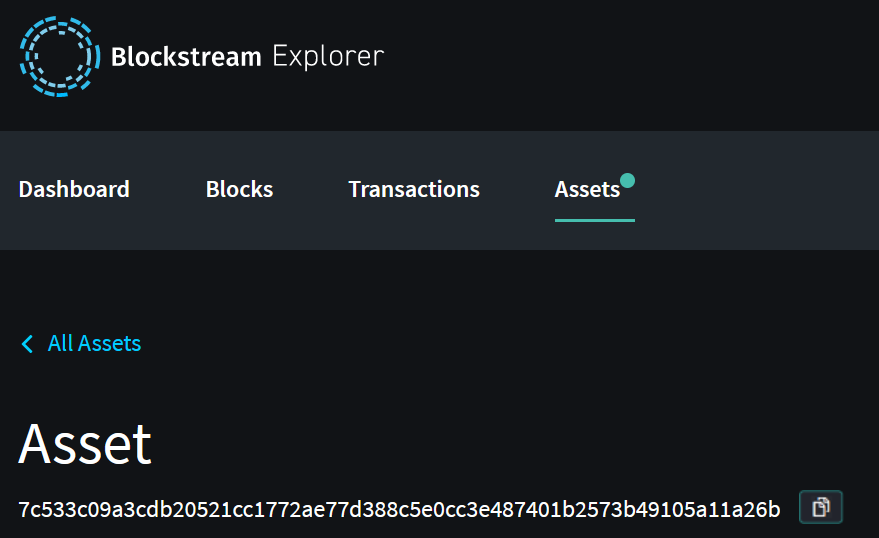 Blockstream Explorer
Dashboard Blocks Transactions Assets
All Assets
Asset
7c533c09a3cdb20521cc1772ae77d388c5e0cc3e487401b2573b49105a11a26b